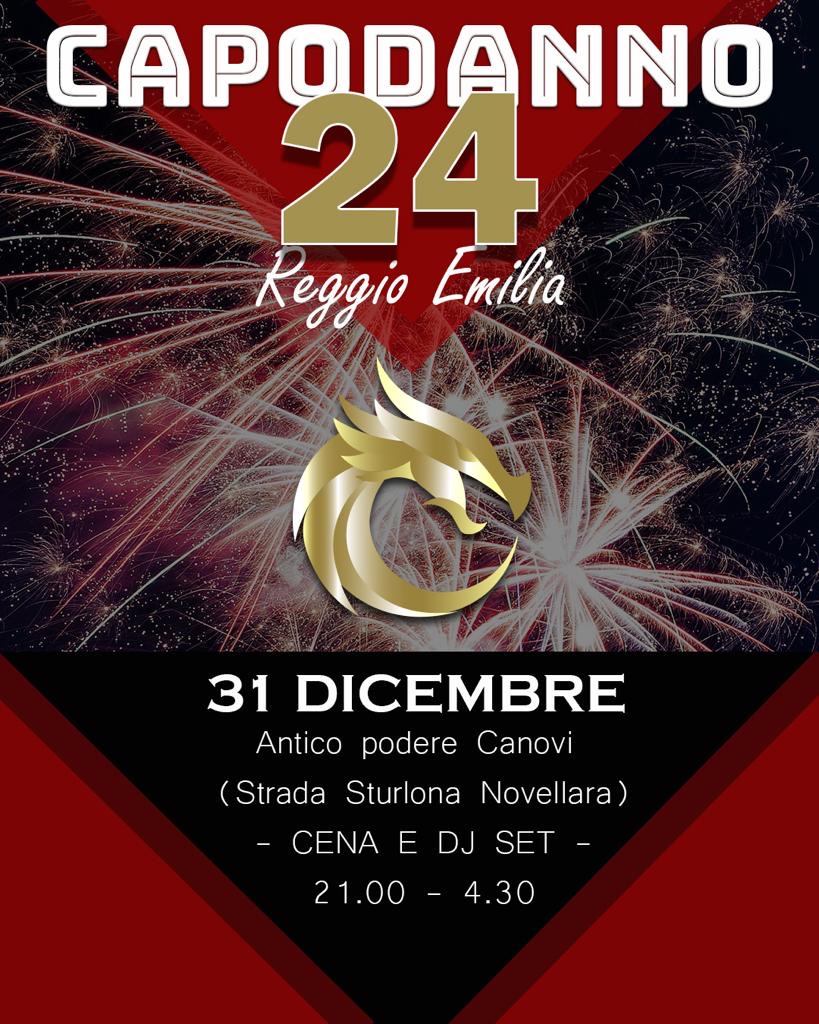 CAPODANNO
24
Reggio Emilia
31 DICEMBRE
Antico podere Canovi
(Strada Sturlona Novellara)
- CENA E DJ SET -
21.00 - 4.30